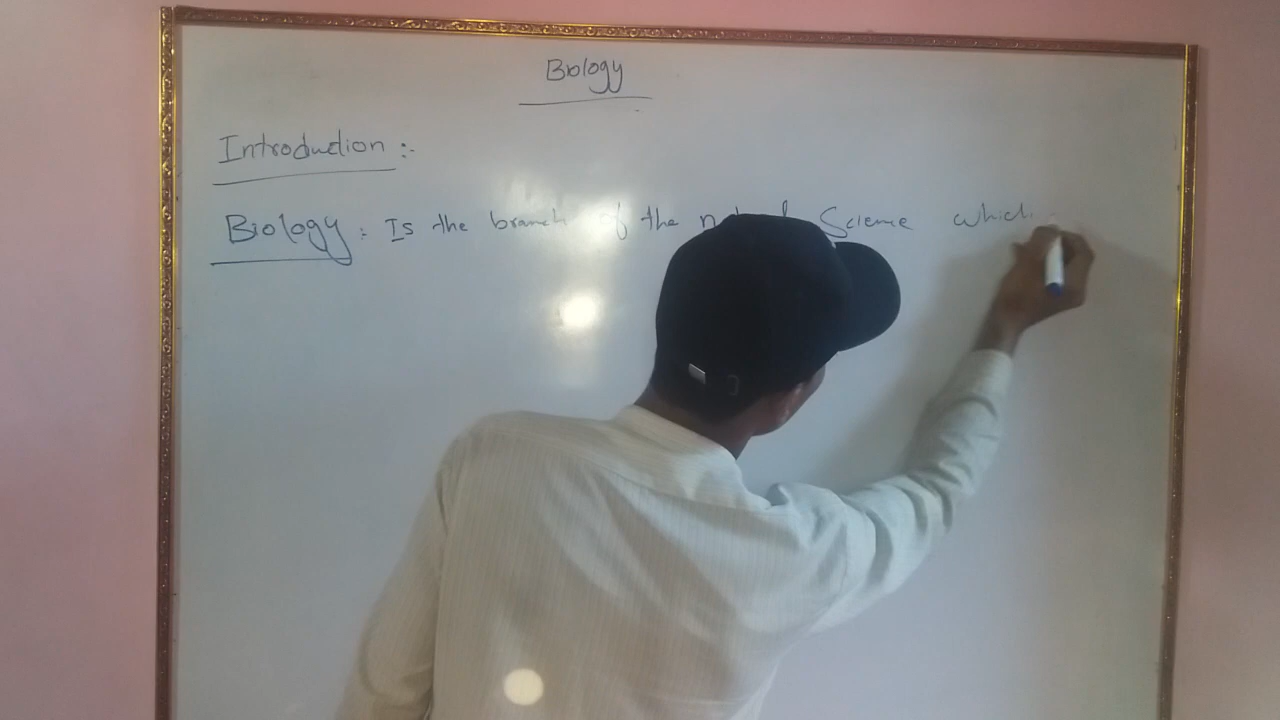 Biology
Introduction :-
Biology : Is the branch of the Science which